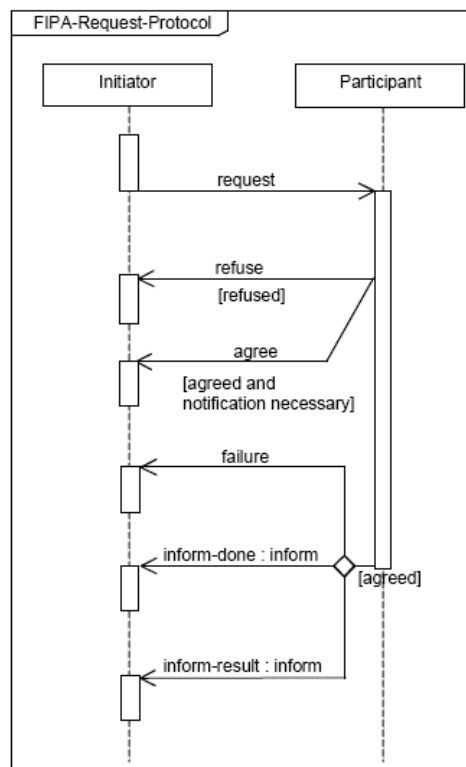 FIPA-Request-Protocol
Initiator
Participant
request
refuse
[refused]
agree
[agreed and
notification necessary]
failure
inform-done : inform
[agreed]
inform-result : inform